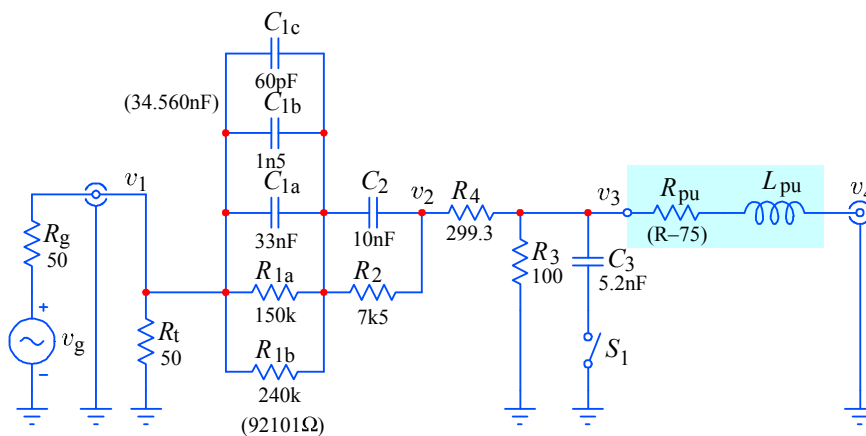 C1c
60pF
(34.560nF)
C1b
1n5
C1a
33nF
C2
10nF
v1
v2
R4
299.3
v3
Rpu
(R–75)
Lpu
v4
Rg
50
R1a
150k
R2
7k5
R3
100
C3
5.2nF
+
vg
–
Rt
50
R1b
240k
(92101Ω)
S1